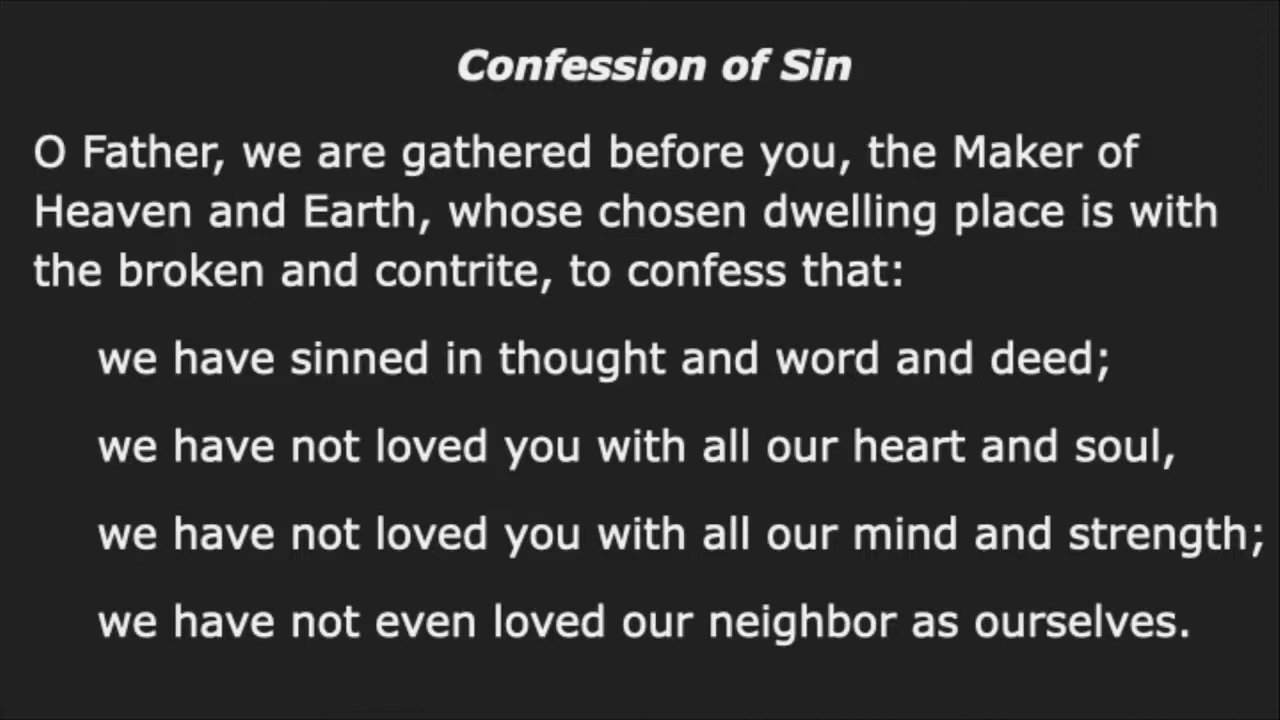 Confession of Sin
O Father, we are gathered before you, the Maker of
Heaven and Earth, whose chosen dwelling place is with
the broken and contrite, to confess that:
we have sinned in thought and word and deed;
we have not loved you with all our heart and soul,
we have not loved you with all our mind and strength;
we have not even loved our neighbor as ourselves.